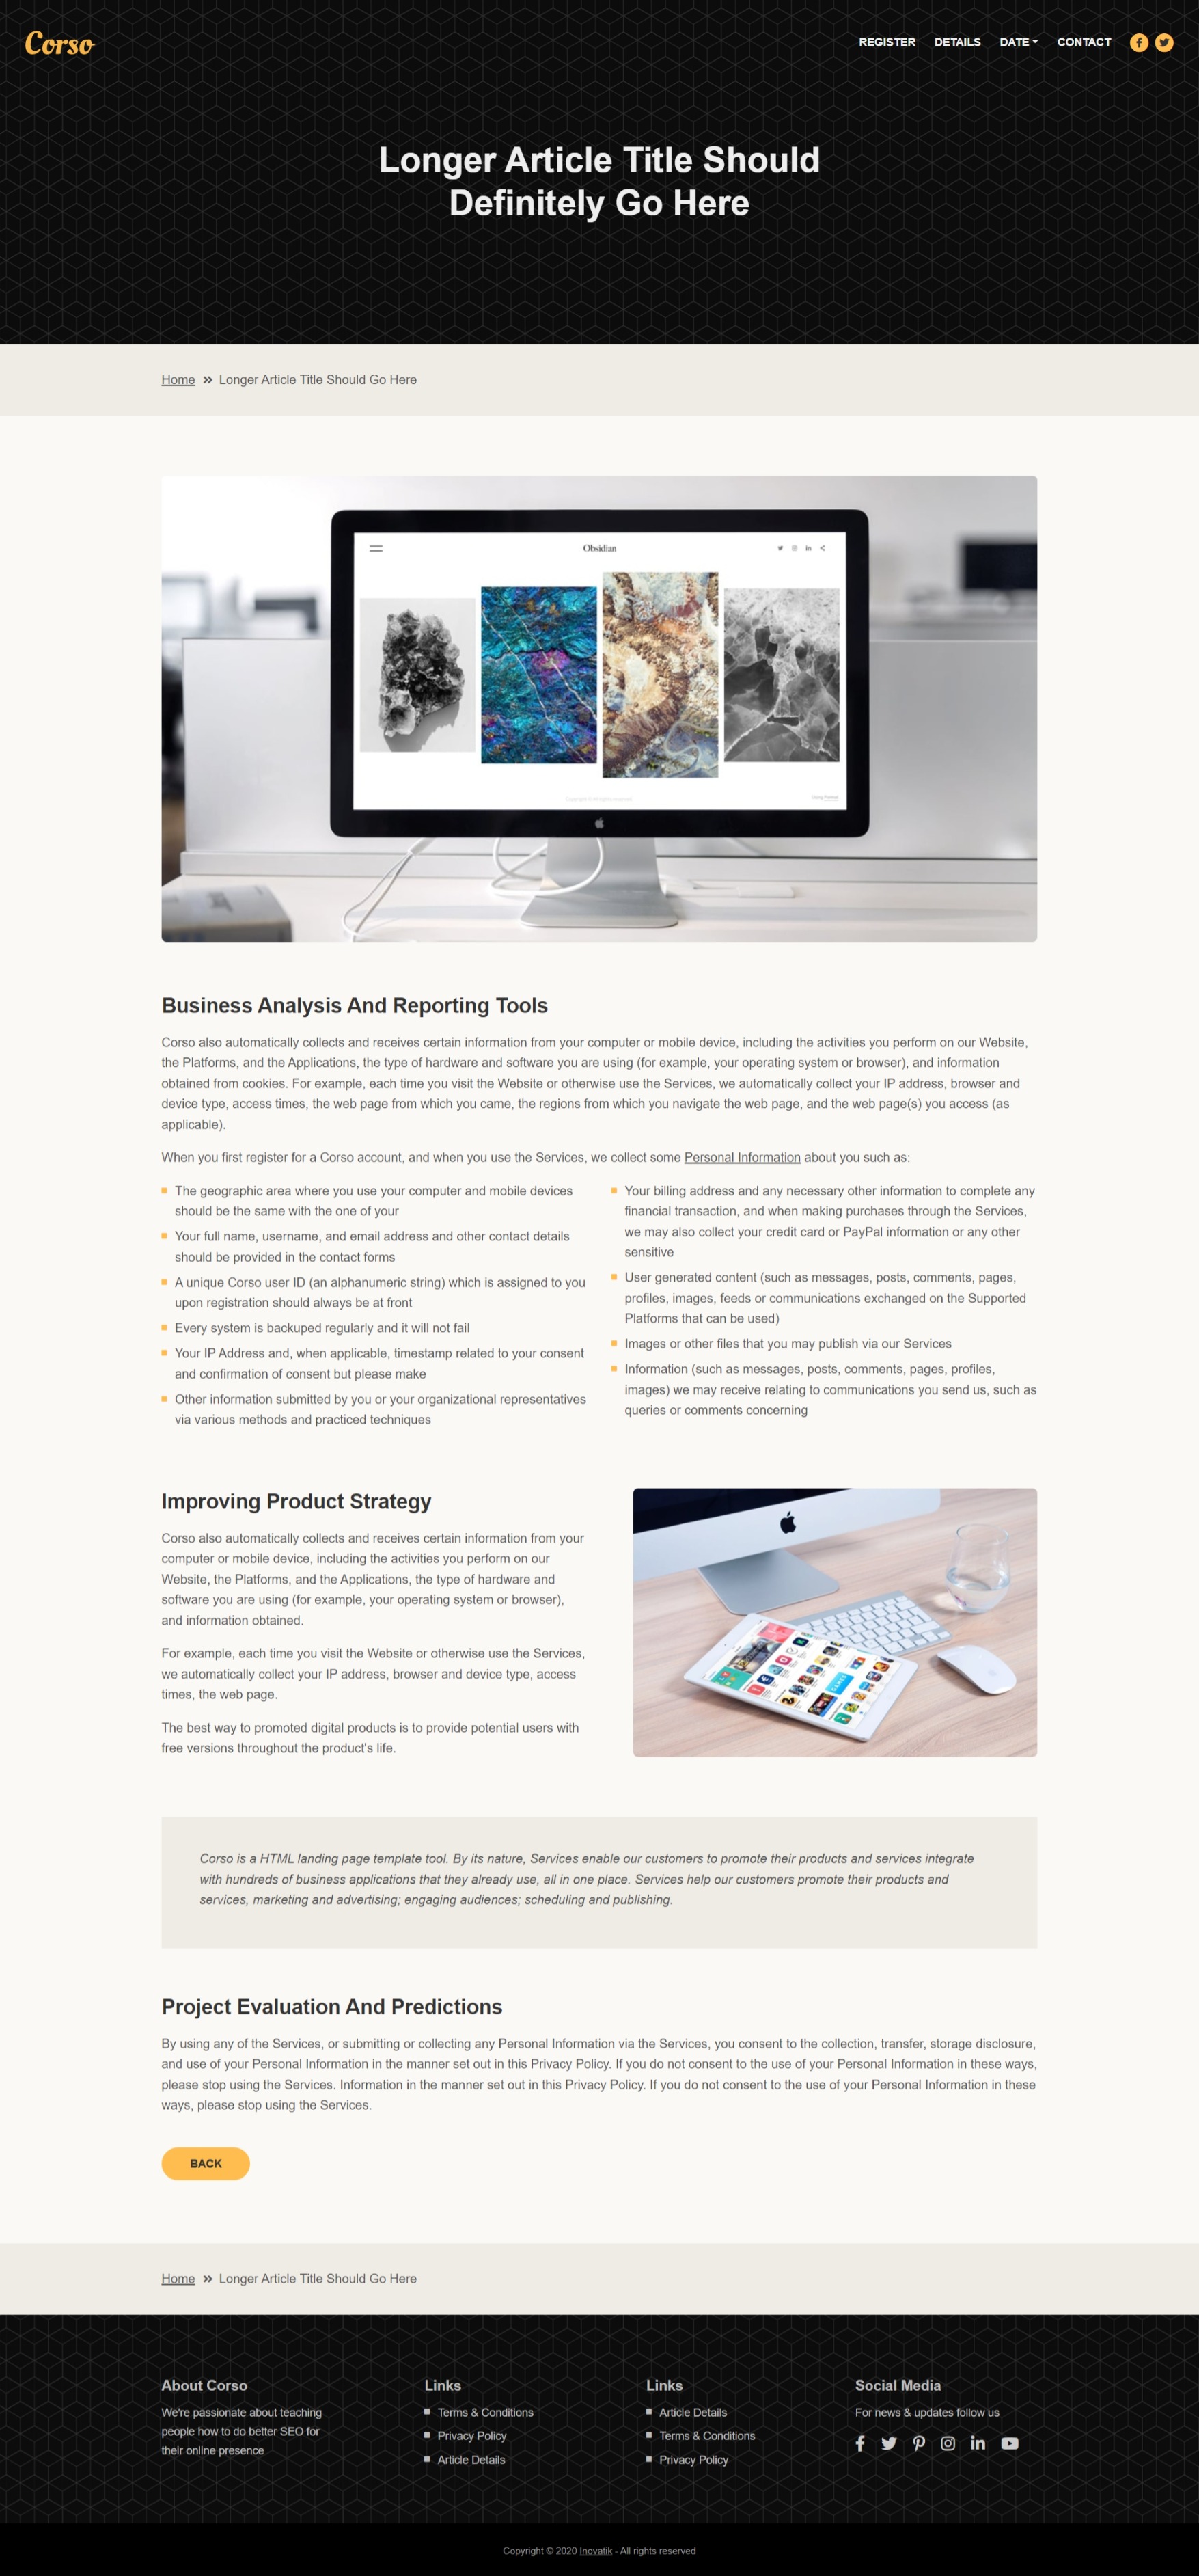 Corso
REGISTER DETAILS DATE CONTACT
Longer Article Title Should
Definitely Go Here
Home » Longer Article Title Should Go Here
Obsidian
Business Analysis And Reporting Tools
Corso also automatically collects and receives certain information from your computer or mobile device, including the activities you perform on our Website,
the Platforms, and the Applications, the type of hardware and software you are using (for example, your operating system or browser), and information
obtained from cookies. For example, each time you visit the Website or otherwise use the Services, we automatically collect your IP address, browser and
device type, access times, the web page from which you came, the regions from which you navigate the web page, and the web page(s) you access (as
applicable).
When you first register for a Corso account, and when you use the Services, we collect some Personal Information about you such as:
The geographic area where you use your computer and mobile devices
should be the same with the one of your
Your full name, username, and email address and other contact details
should be provided in the contact forms
A unique Corso user ID (an alphanumeric string) which is assigned to you
upon registration should always be at front
Every system is backuped regularly and it will not fail
Your IP Address and, when applicable, timestamp related to your consent
and confirmation of consent but please make
Other information submitted by you or your organizational representatives
via various methods and practiced techniques
Your billing address and any necessary other information to complete any
financial transaction, and when making purchases through the Services,
we may also collect your credit card or PayPal information or any other
sensitive
User generated content (such as messages, posts, comments, pages,
profiles, images, feeds or communications exchanged on the Supported
Platforms that can be used)
Images or other files that you may publish via our Services
Information (such as messages, posts, comments, pages, profiles,
images) we may receive relating to communications you send us, such as
queries or comments concerning
Improving Product Strategy
Corso also automatically collects and receives certain information from your
computer or mobile device, including the activities you perform on our
Website, the Platforms, and the Applications, the type of hardware and
software you are using (for example, your operating system or browser),
and information obtained.
For example, each time you visit the Website or otherwise use the Services,
we automatically collect your IP address, browser and device type, access
times, the web page.
The best way to promoted digital products is to provide potential users with
free versions throughout the product's life.
Corso is a HTML landing page template tool. By its nature, Services enable our customers to promote their products and services integrate
with hundreds of business applications that they already use, all in one place. Services help our customers promote their products and
services, marketing and advertising; engaging audiences; scheduling and publishing.
Project Evaluation And Predictions
By using any of the Services, or submitting or collecting any Personal Information via the Services, you consent to the collection, transfer, storage disclosure,
and use of your Personal Information in the manner set out in this Privacy Policy. If you do not consent to the use of your Personal Information in these ways,
please stop using the Services. Information in the manner set out in this Privacy Policy. If you do not consent to the use of your Personal Information in these
ways, please stop using the Services.
BACK
Home » Longer Article Title Should Go Here
About Corso
We're passionate about teaching
people how to do better SEO for
their online presence
Links
Terms & Conditions
Privacy Policy
Article Details
Links
Article Details
Terms & Conditions
Privacy Policy
Social Media
For news & updates follow us
Copyright © 2020 Inovatik - All rights reserved